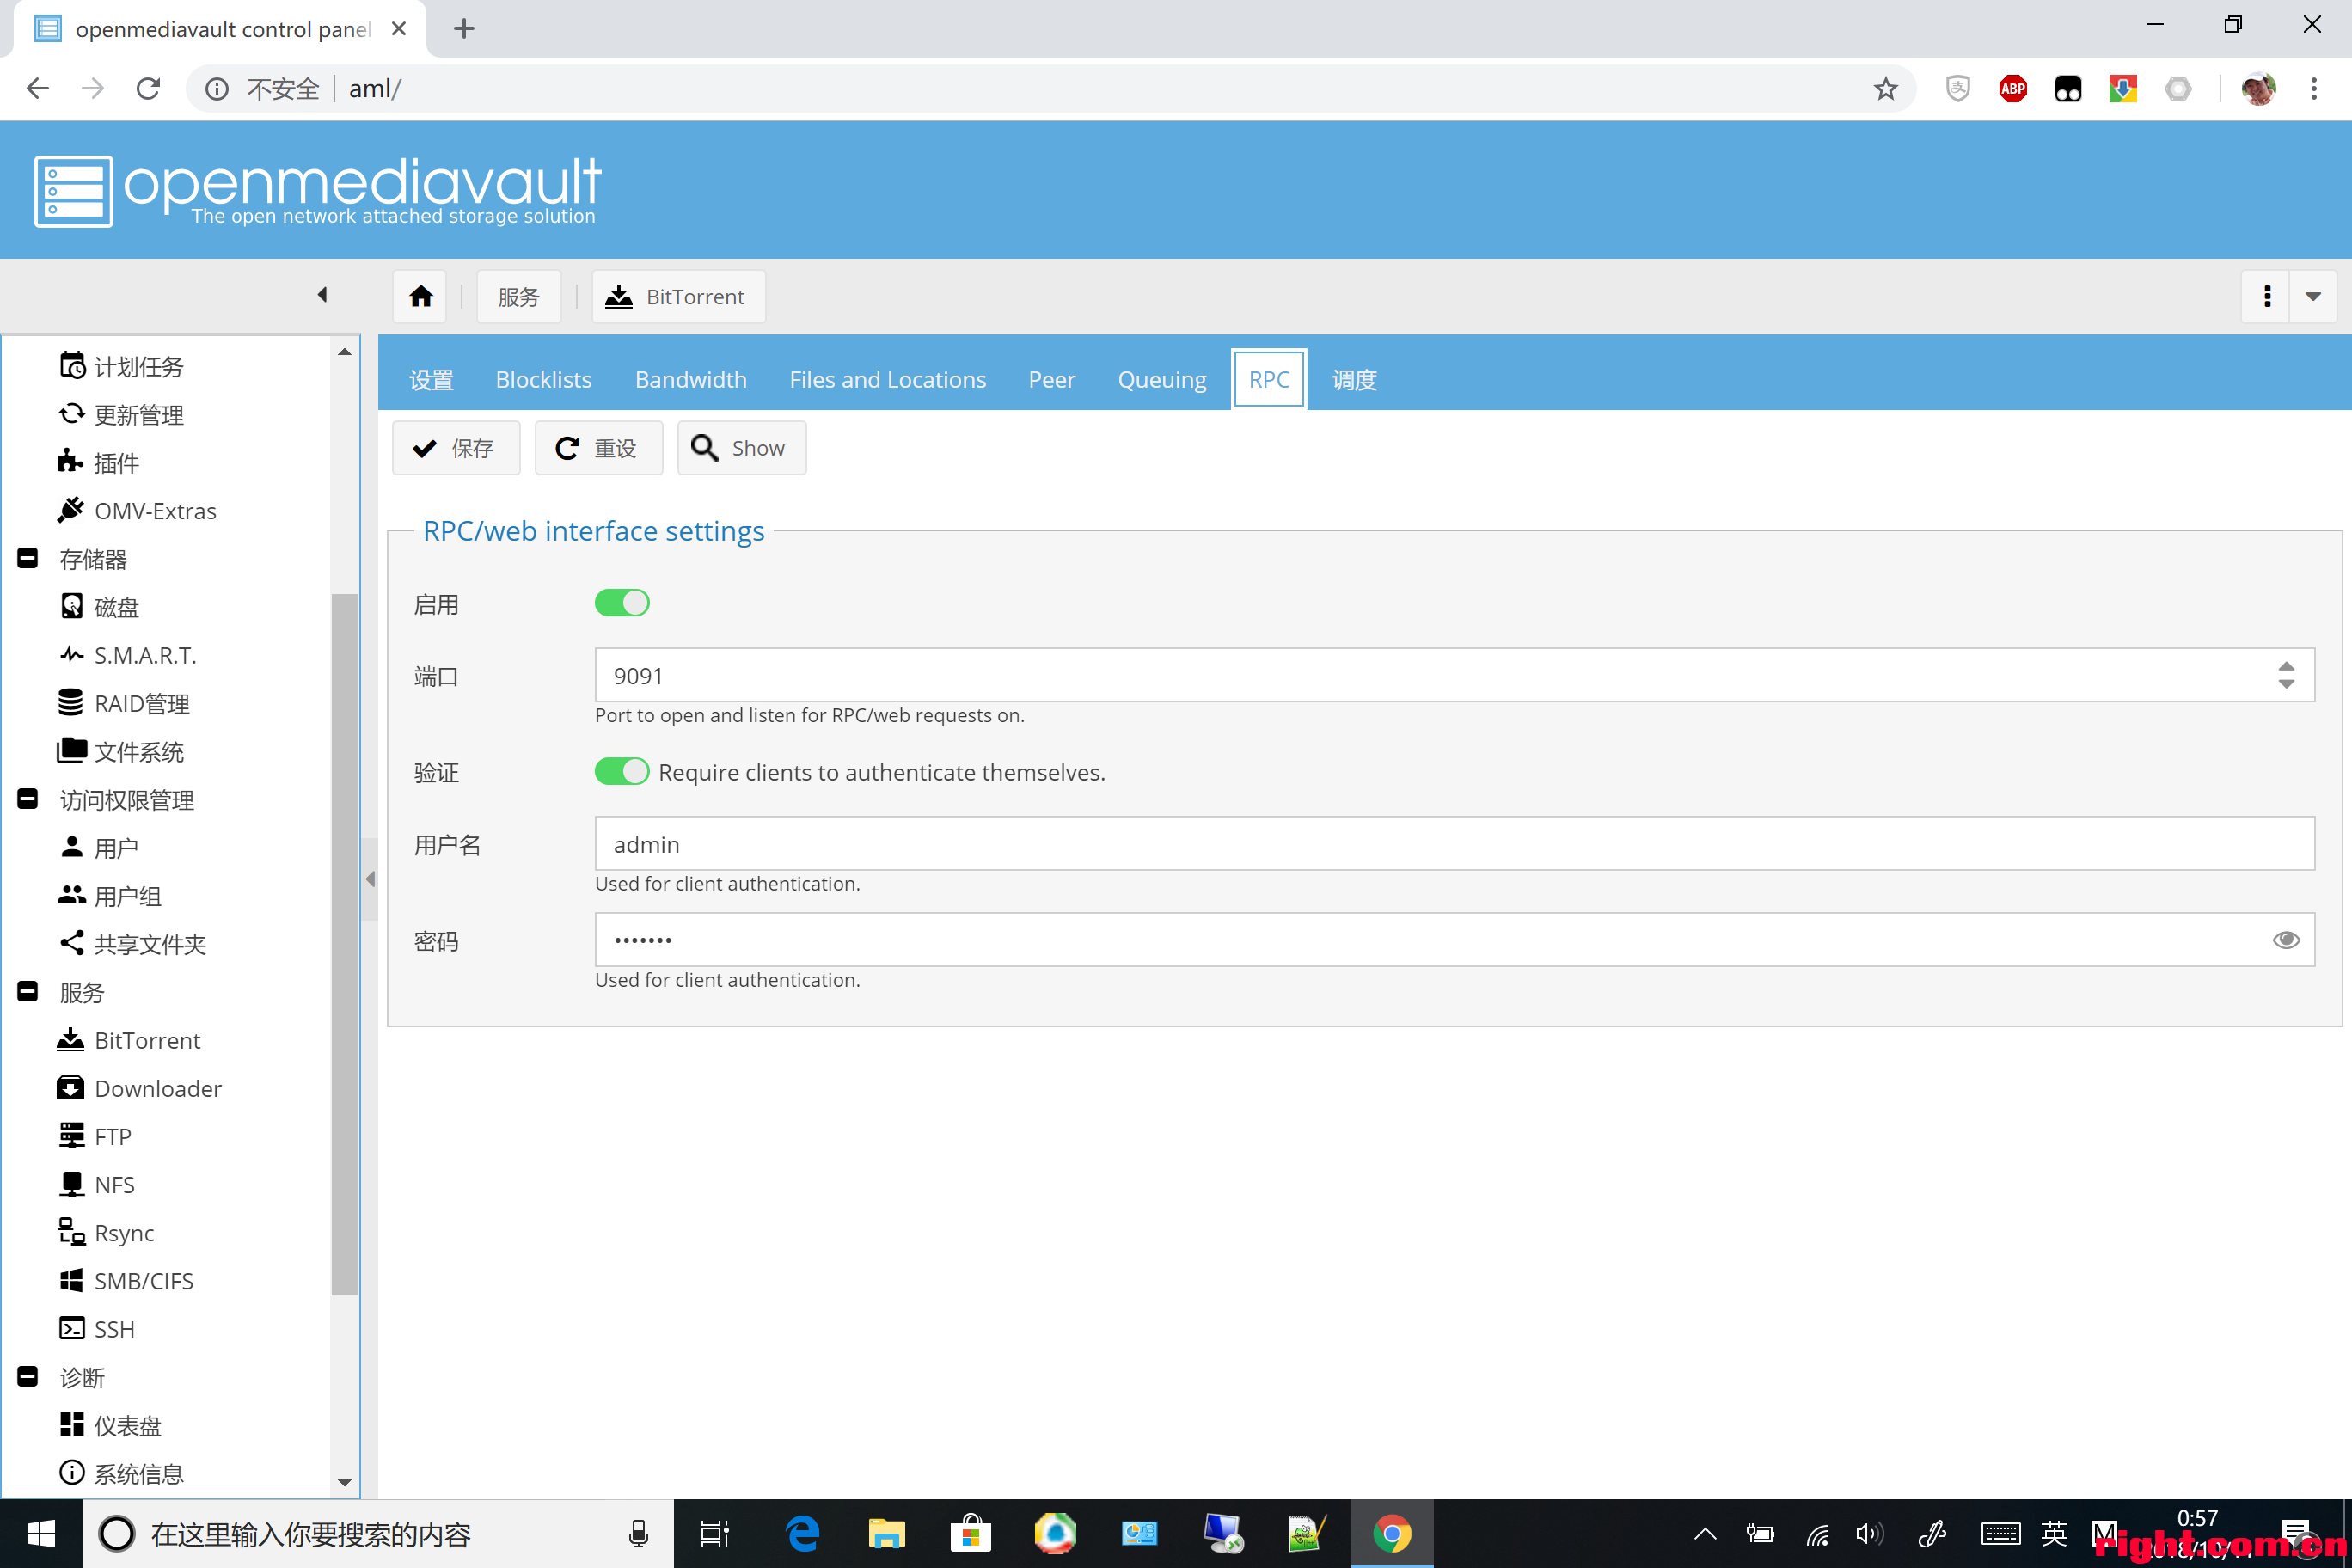 openmediavault control panel
不安全 | aml/
openmediavault
The open network attached storage solution
服务
BitTorrent
设置 Blocklists Bandwidth Files and Locations Peer Queuing RPC 调度
保存 重设 Show
计划任务
更新管理
插件
OMV-Extras
存储器
磁盘
S.M.A.R.T.
RAID管理
文件系统
访问权限管理
用户
用户组
共享文件夹
服务
BitTorrent
Downloader
FTP
NFS
Rsync
SMB/CIFS
SSH
诊断
仪表盘
系统信息
RPC/web interface settings
启用
端口 9091
Port to open and listen for RPC/web requests on.
验证 Require clients to authenticate themselves.
用户名 admin
Used for client authentication.
密码 •••••••
Used for client authentication.
在这里输入你要搜索的内容
英
M
0:57
right.com.cn
ABP